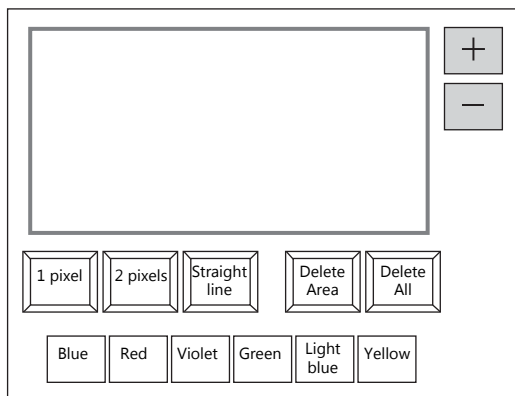 +
−
1 pixel
2 pixels
Straight
line
Delete
Area
Delete
All
Blue
Red
Violet
Green
Light
blue
Yellow